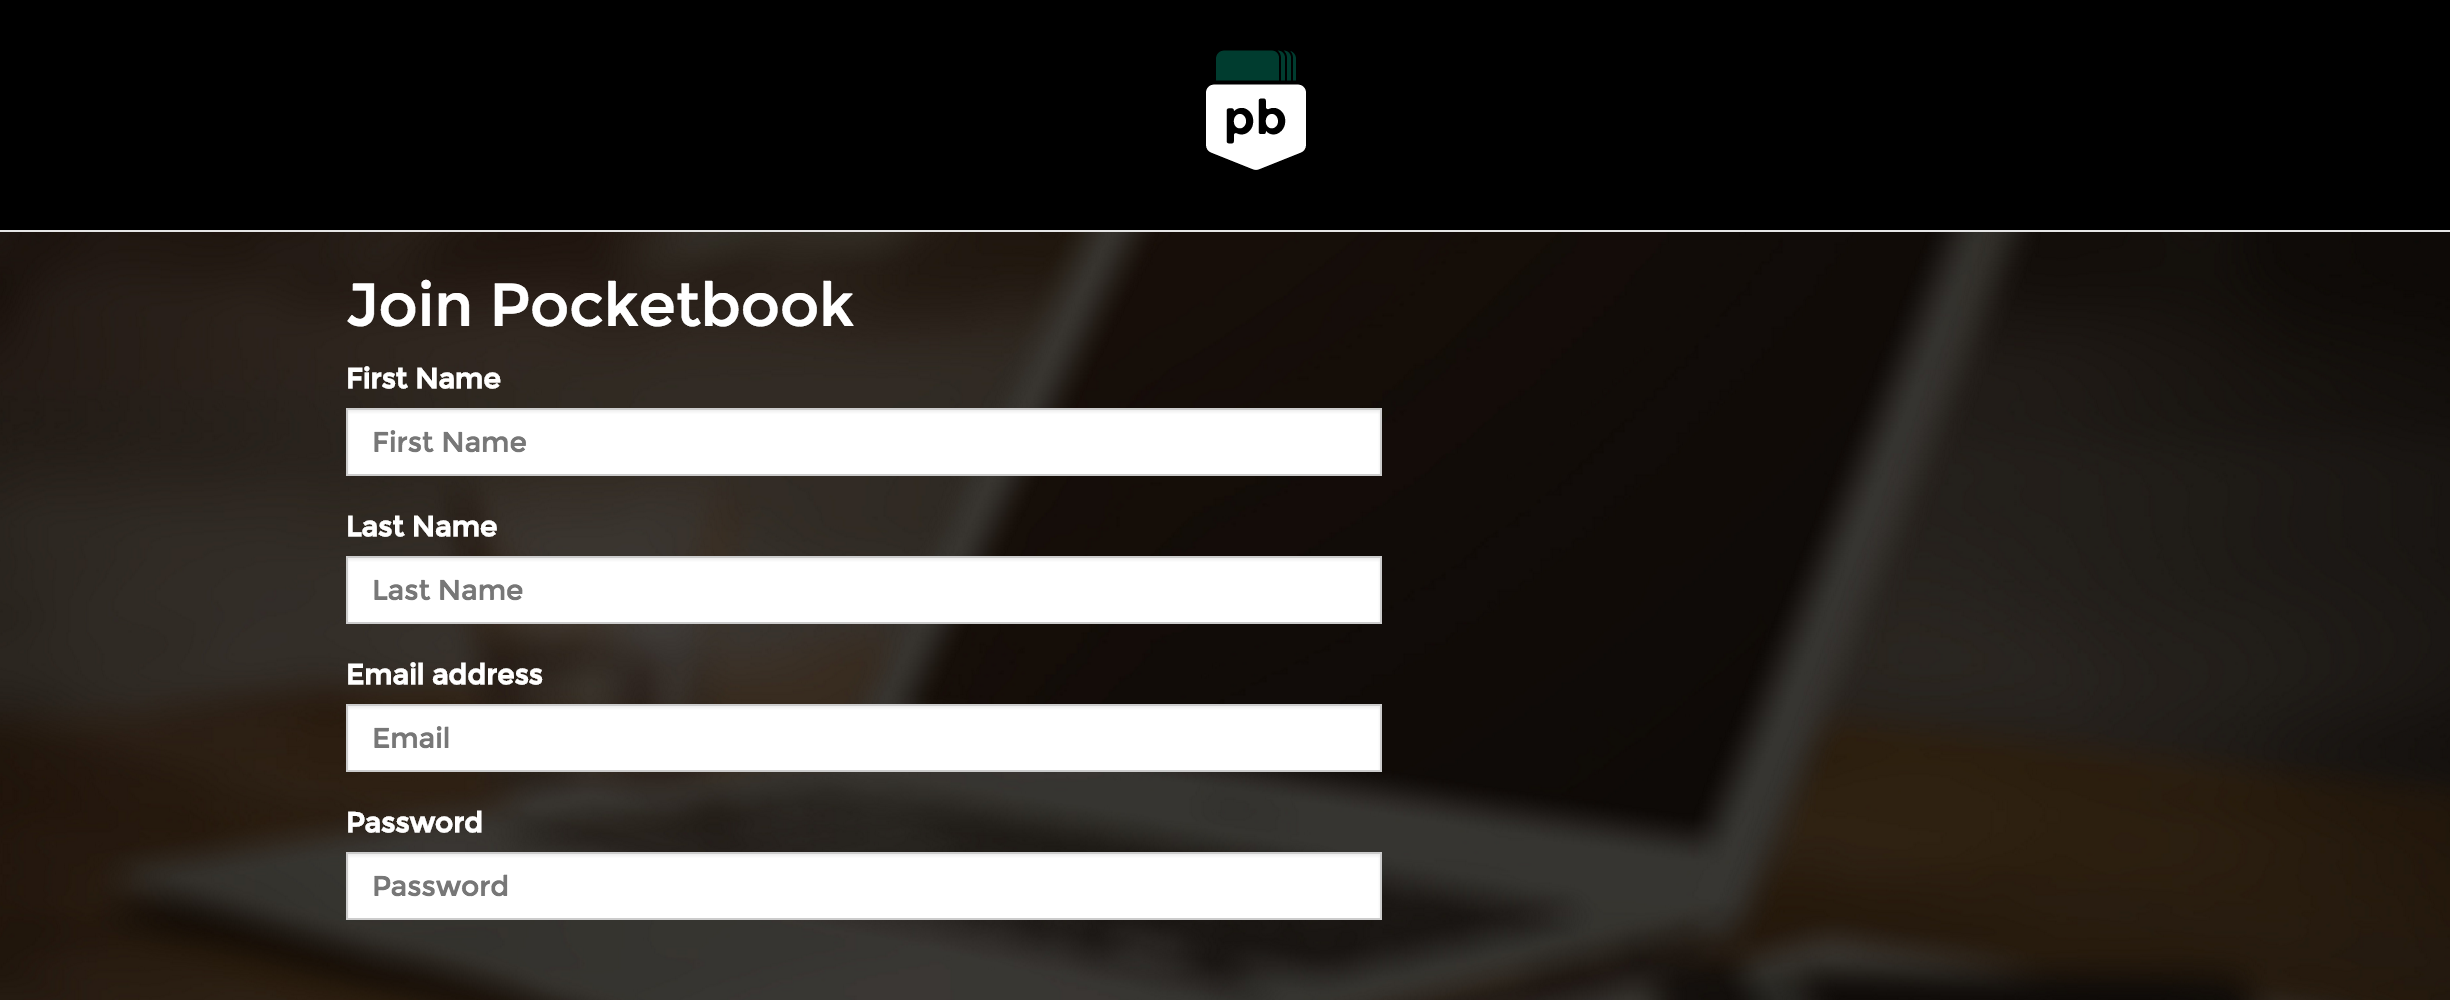 pb
Join Pocketbook
First Name
First Name
Last Name
Last Name
Email address
Email
Password
Password